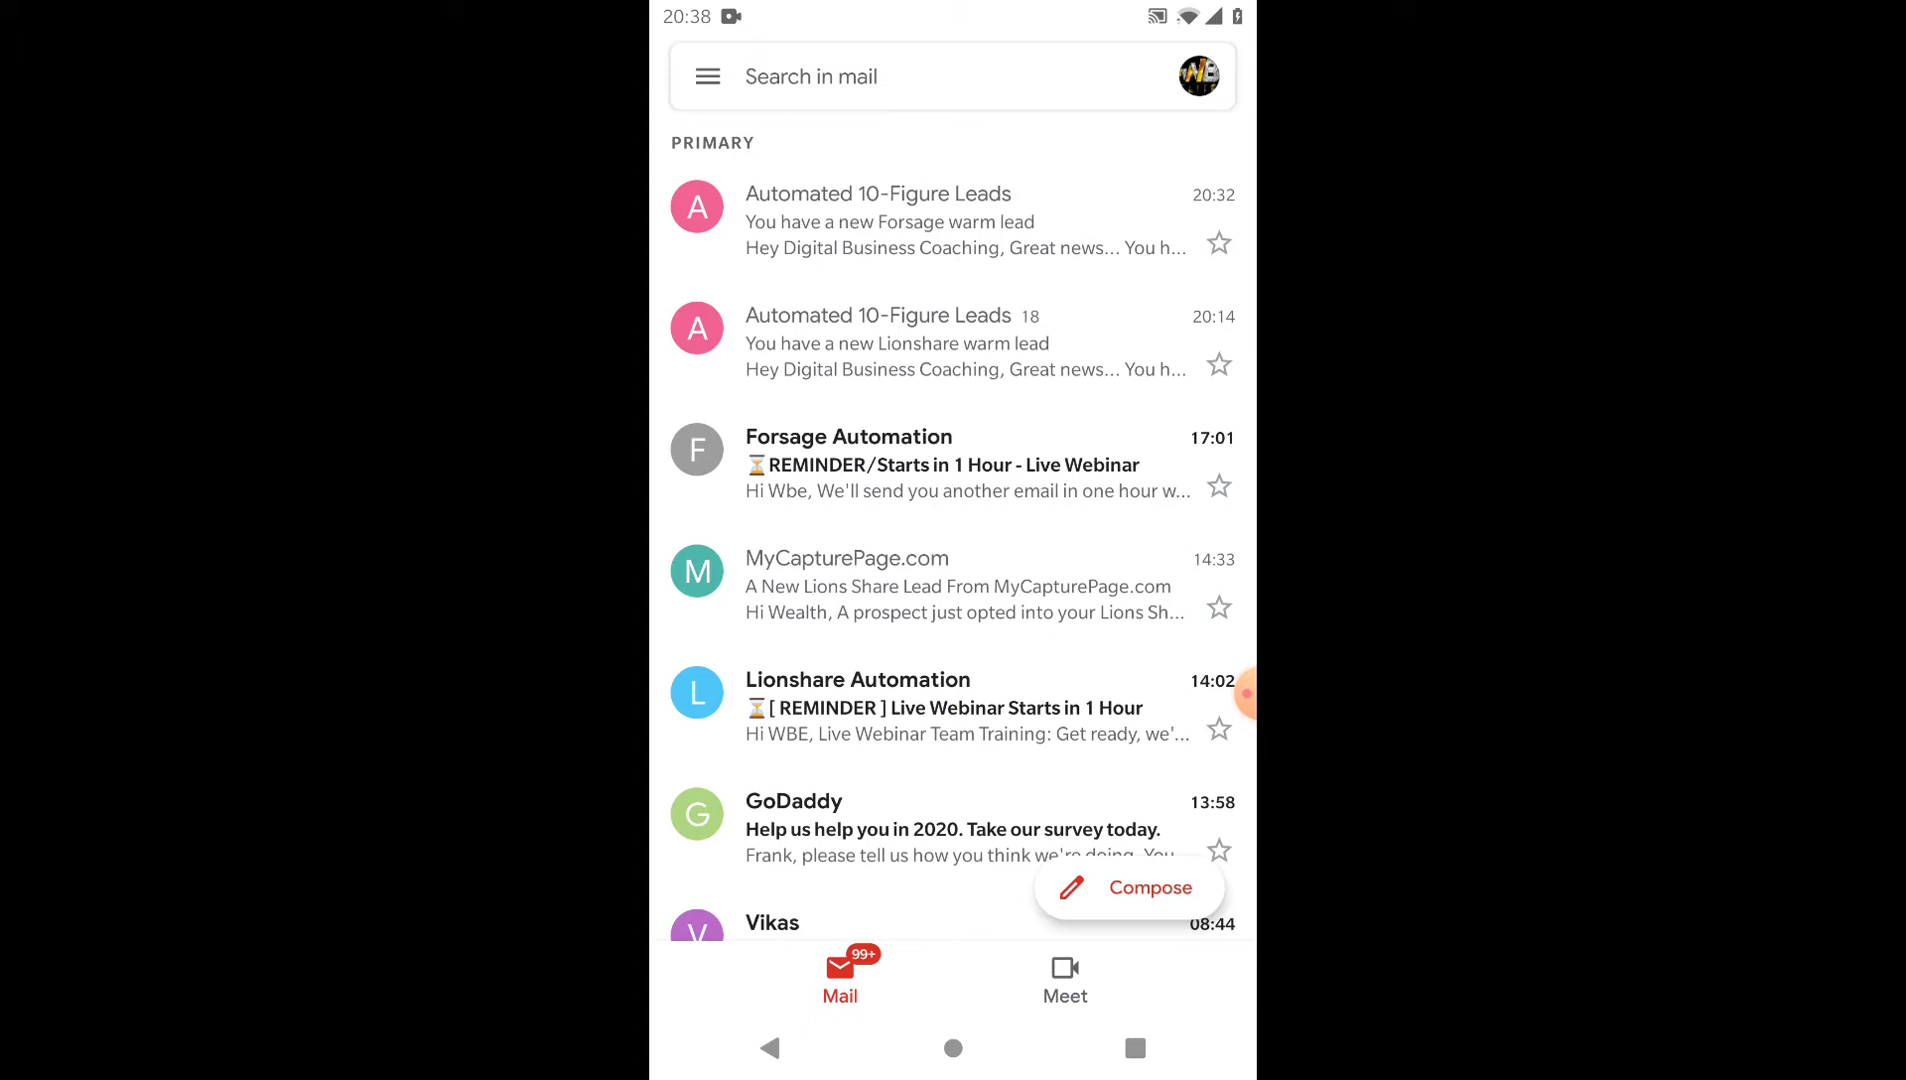 20:38
Search in mail
PRIMARY
A
Automated 10-Figure Leads
20:32
You have a new Forsage warm lead
Hey Digital Business Coaching, Great news... You h...
A
Automated 10-Figure Leads 18
20:14
You have a new Lionshare warm lead
Hey Digital Business Coaching, Great news... You h...
F
Forsage Automation
17:01
⌛REMINDER/Starts in 1 Hour - Live Webinar
Hi Wbe, We'll send you another email in one hour w...
M
MyCapturePage.com
14:33
A New Lions Share Lead From MyCapturePage.com
Hi Wealth, A prospect just opted into your Lions Sh...
L
Lionshare Automation
14:02
⌛[ REMINDER ] Live Webinar Starts in 1 Hour
Hi WBE, Live Webinar Team Training: Get ready, we'...
G
GoDaddy
13:58
Help us help you in 2020. Take our survey today.
Frank, please tell us how you think we're doing. You
Compose
V
Vikas
08:44
99+
Mail
Meet